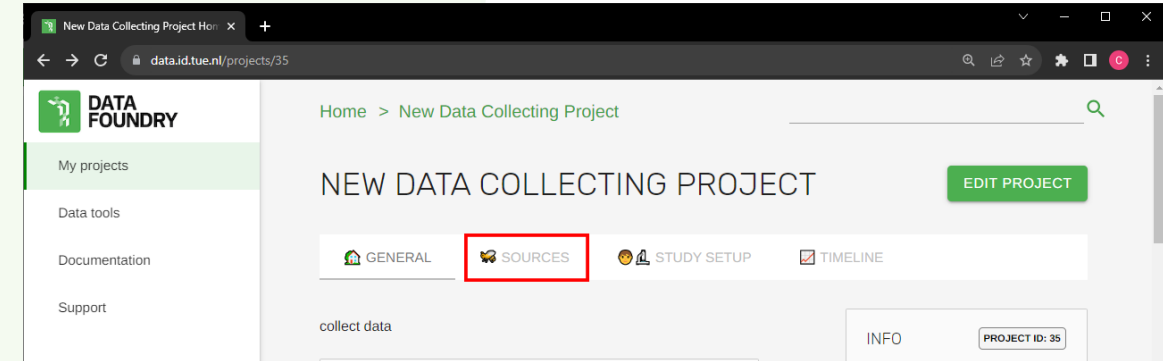 New Data Collecting Project Hom
data.id.tue.nl/projects/35
C
DATA
FOUNDRY
Home > New Data Collecting Project
My projects
NEW DATA COLLECTING PROJECT
EDIT PROJECT
Data tools
Documentation
GENERAL SOURCES STUDY SETUP TIMELINE
Support
collect data
INFO PROJECT ID: 35